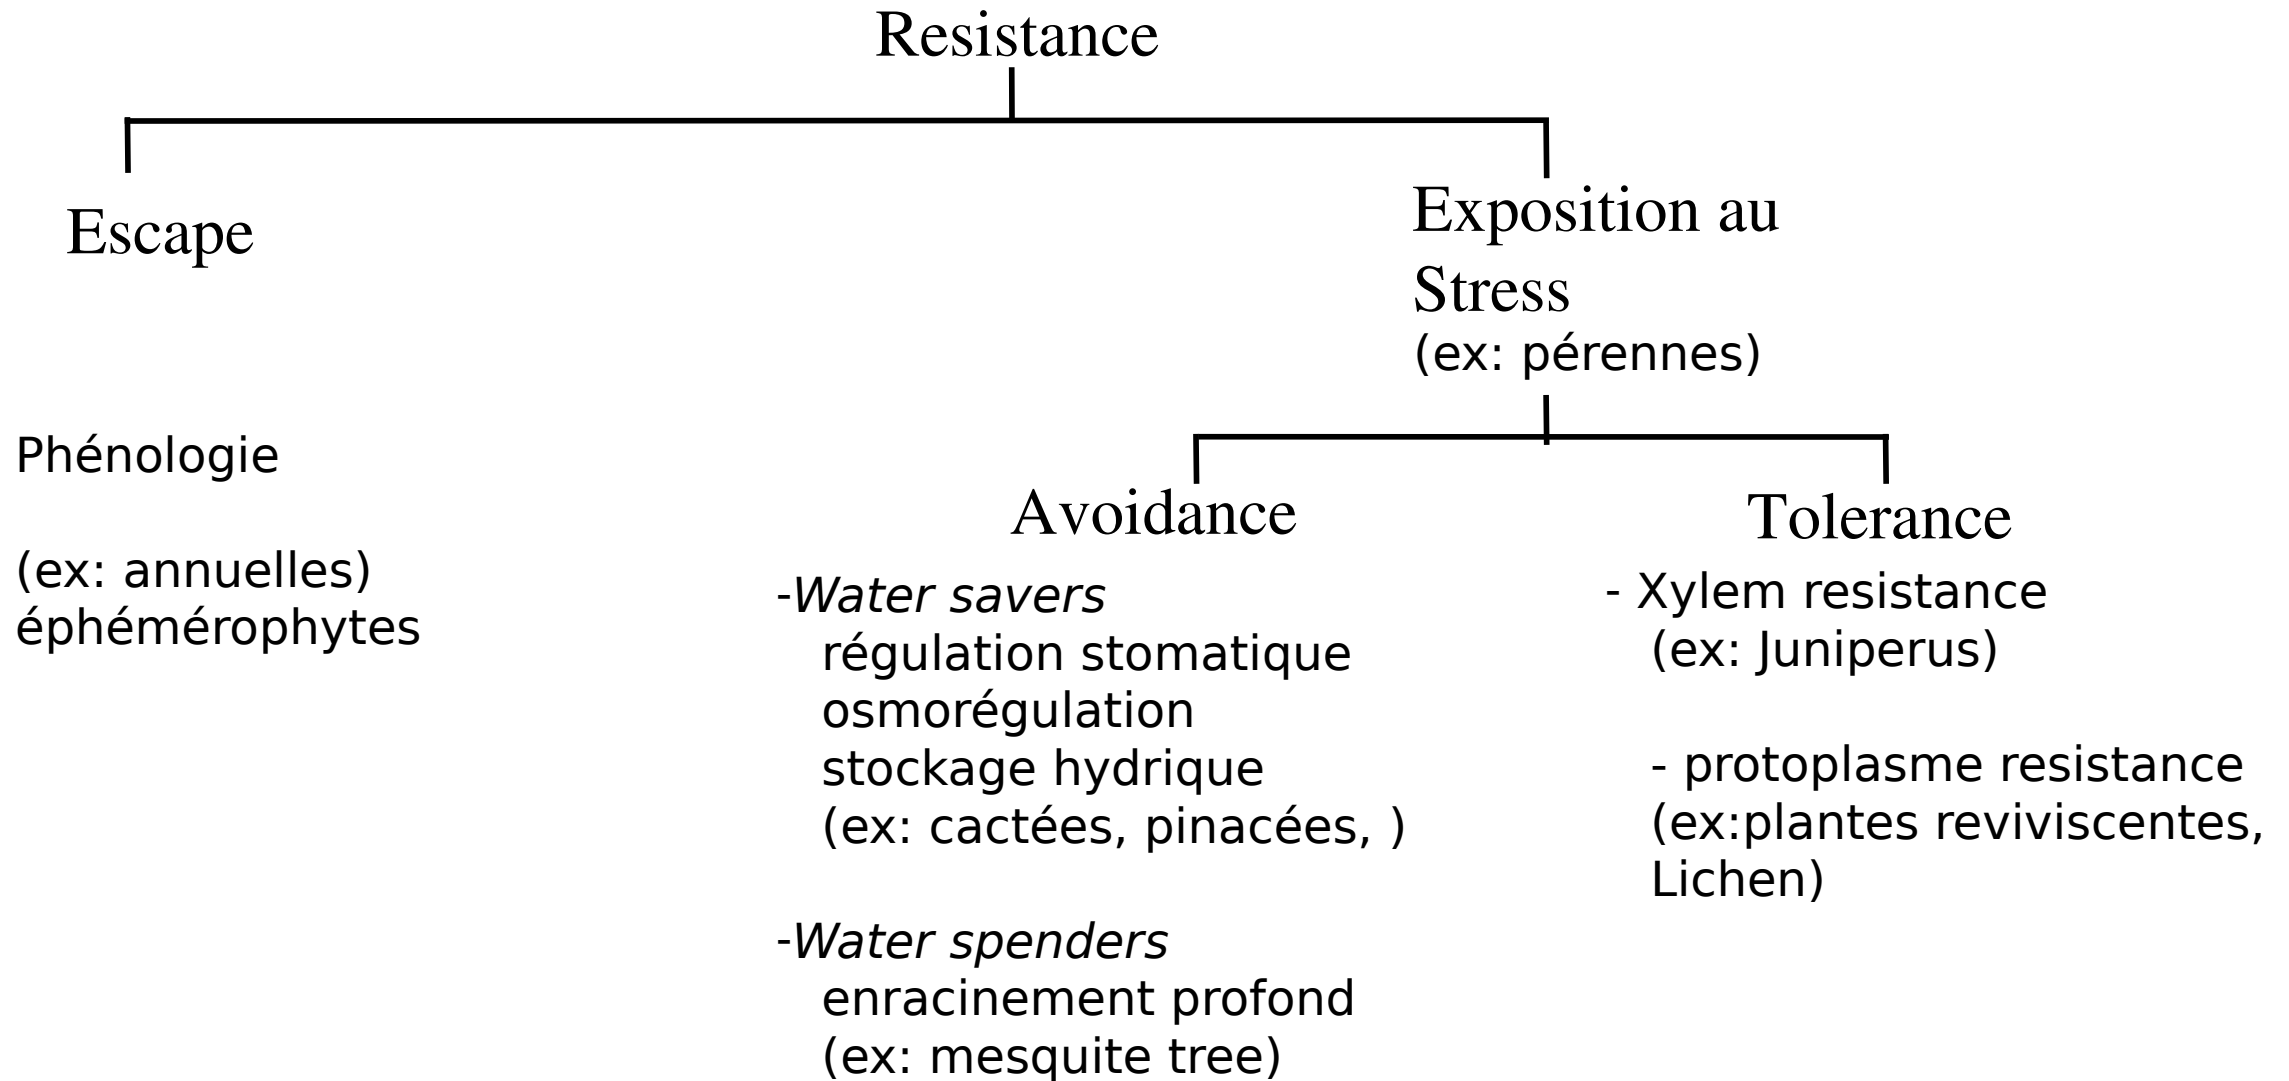 Resistance
Escape
Exposition au
Stress
(ex: pérennes)
Phénologie
(ex: annuelles)
éphémérophytes
Avoidance
-Water savers
régulation stomatique
osmorégulation
stockage hydrique
(ex: cactées, pinacées, )
-Water spenders
enracinement profond
(ex: mesquite tree)
Tolerance
- Xylem resistance
(ex: Juniperus)
- protoplasme resistance
(ex:plantes reviviscentes,
Lichen)